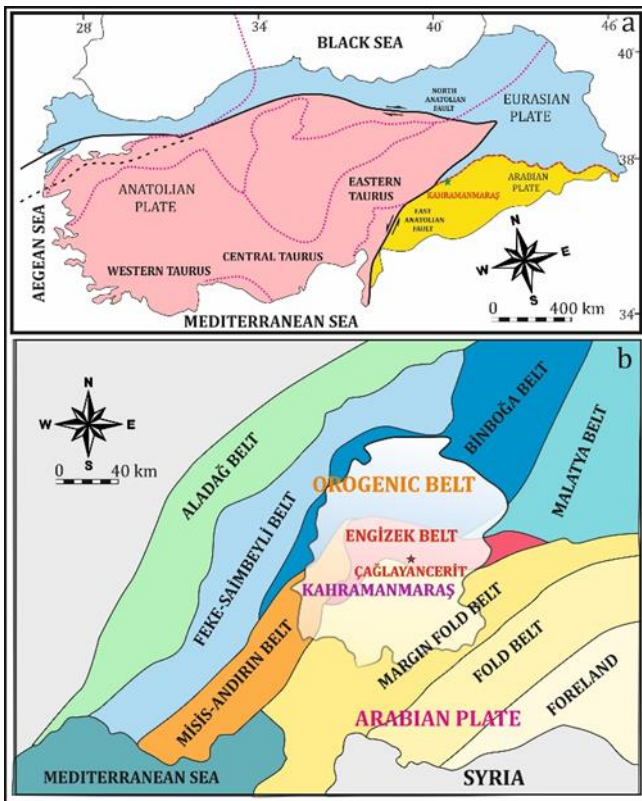 28
34
40
46
a
BLACK SEA
40
NORTH
ANATOLIAN
FAULT
EURASIAN
PLATE
38
ANATOLIAN
PLATE
EASTERN
TAURUS
ARABIAN
PLATE
KAHRAMANMARAŞ
EAST
ANATOLIAN
FAULT
AEGEAN SEA
CENTRAL TAURUS
WESTERN TAURUS
N
W E
S
MEDITERRANEAN SEA
0 400 km
34
b
N
W E
S
0 40 km
ALADAĞ BELT
FEKE-SAİMBEYLİ BELT
BİNBOĞA BELT
MALATYA BELT
OROGENIC BELT
ENGİZEK BELT
ÇAĞLAYANCERİT
KAHRAMANMARAŞ
MİSİS-ANDIRIN BELT
MARGIN FOLD BELT
FOLD BELT
FORELAND
ARABIAN PLATE
MEDITERRANEAN SEA
SYRIA